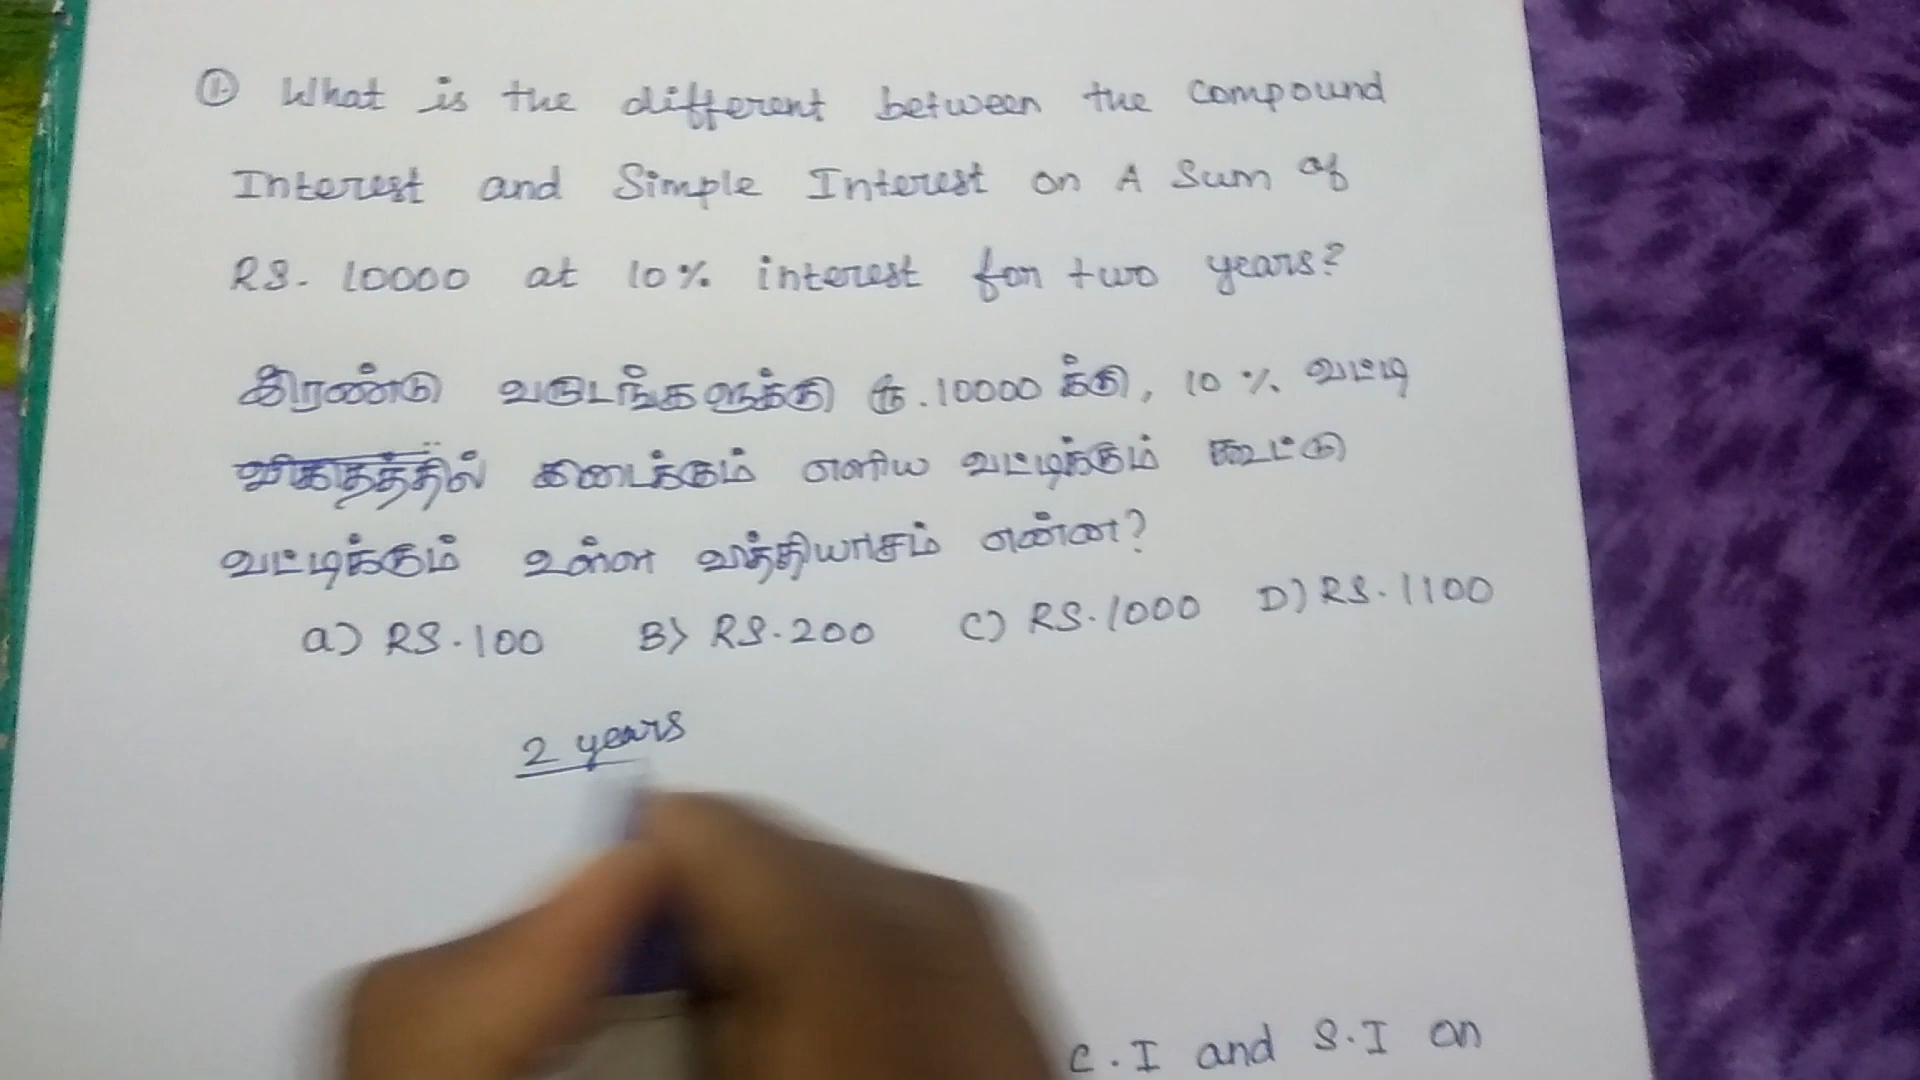 ① What is the different between the Compound
Interest and Simple Interest on A Sum of
RS. 10000 at 10% interest for two years?
இரண்டு வருடங்களுக்கு ரூ.10000 க்கு, 10 % வட்டி
விகிதத்தில் கிடைக்கும் எளிய வட்டிக்கும் கூட்டு
வட்டிக்கும் உள்ள வித்தியாசம் என்ன?
a) RS.100 B) RS.200 C) RS.1000 D) RS.1100
2 years
C.I and S.I on